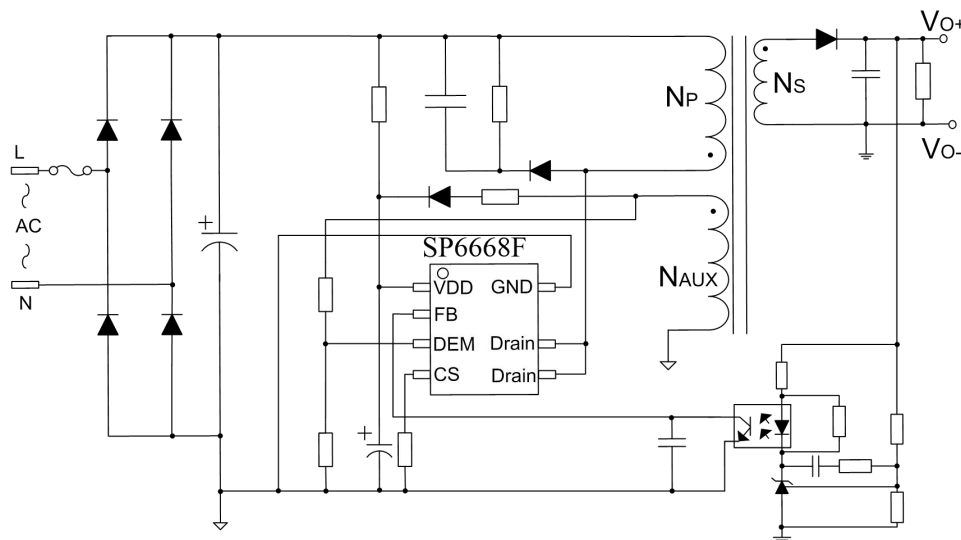 VO+
NP
NS
VO-
L
AC
N
+
SP6668F
NAUX
VDD
GND
FB
DEM
Drain
CS
Drain
+